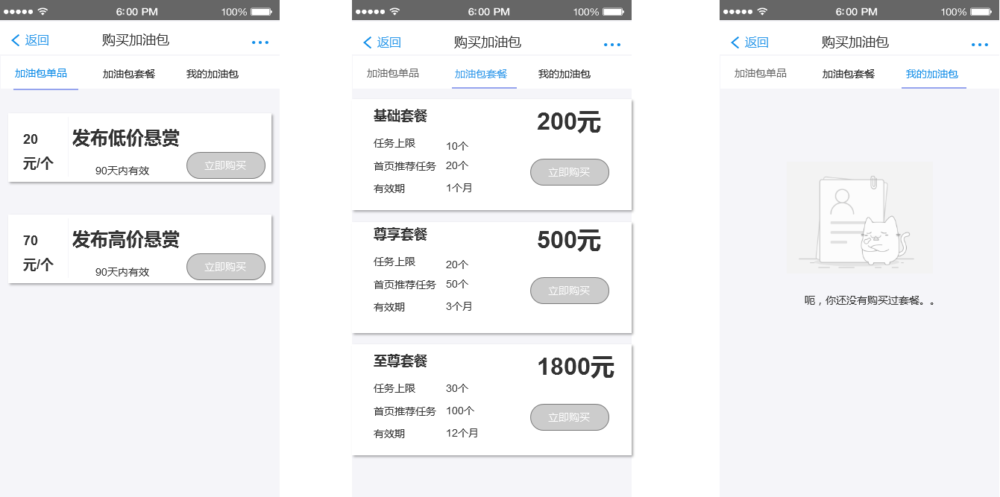 6:00 PM 100%
返回 购买加油包
加油包单品 加油包套餐 我的加油包
20
元/个
发布低价悬赏
90天内有效
立即购买
70
元/个
发布高价悬赏
90天内有效
立即购买
6:00 PM 100%
返回 购买加油包
加油包单品 加油包套餐 我的加油包
基础套餐 200元
任务上限 10个
首页推荐任务 20个
立即购买
有效期 1个月
尊享套餐 500元
任务上限 20个
首页推荐任务 50个
立即购买
有效期 3个月
至尊套餐 1800元
任务上限 30个
首页推荐任务 100个
立即购买
有效期 12个月
6:00 PM 100%
返回 购买加油包
加油包单品 加油包套餐 我的加油包
呃，你还没有购买过套餐。。